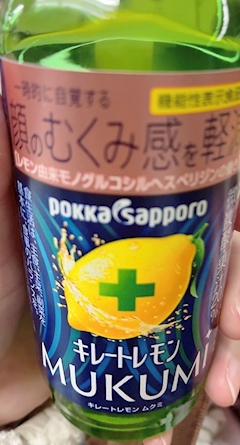 一時的に自覚する
機能性表示食品
顔のむくみ感を軽
レモン由来モノグルコシルヘスペリジンの
pokka sapporo
キレートレモン
MUKUMI
キレートレモン ムクミ